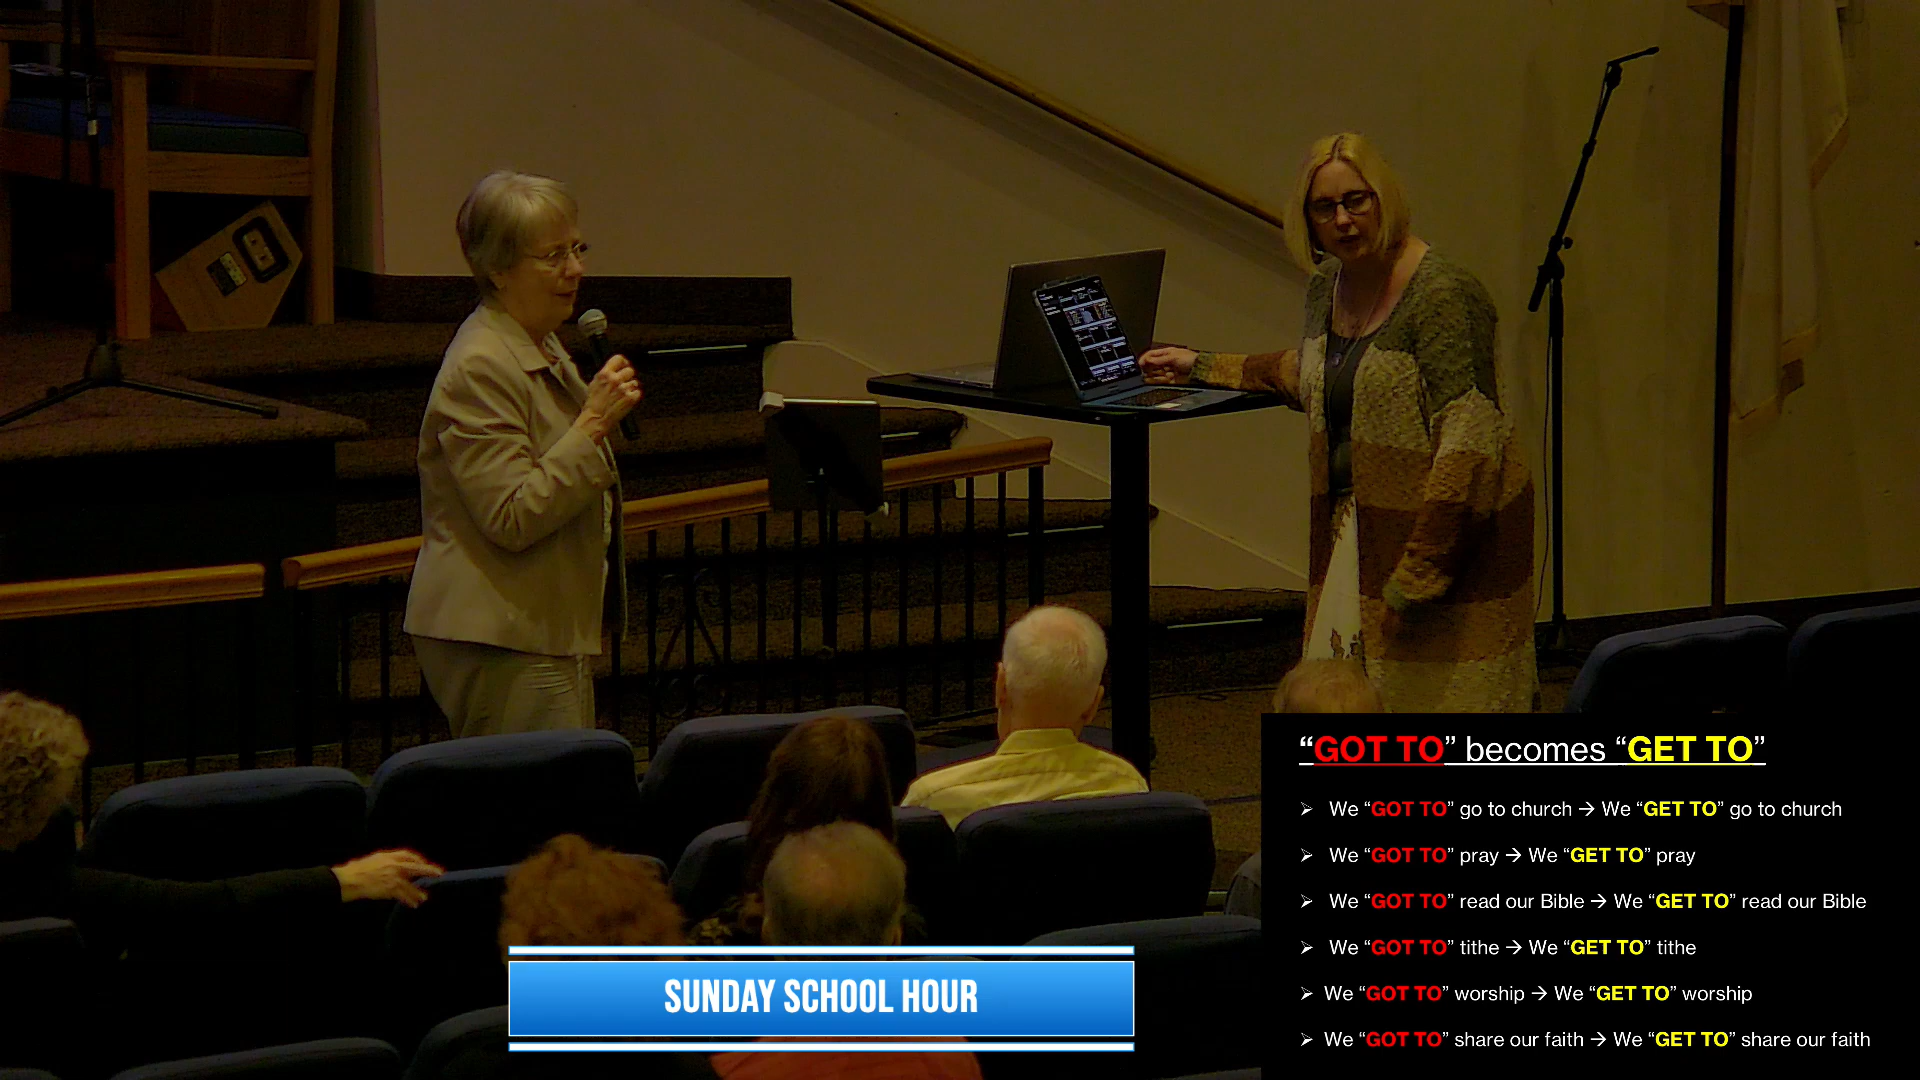 SUNDAY SCHOOL HOUR
“GOT TO” becomes “GET TO”
➢ We “GOT TO” go to church → We “GET TO” go to church
➢ We “GOT TO” pray → We “GET TO” pray
➢ We “GOT TO” read our Bible → We “GET TO” read our Bible
➢ We “GOT TO” tithe → We “GET TO” tithe
➢ We “GOT TO” worship → We “GET TO” worship
➢ We “GOT TO” share our faith → We “GET TO” share our faith